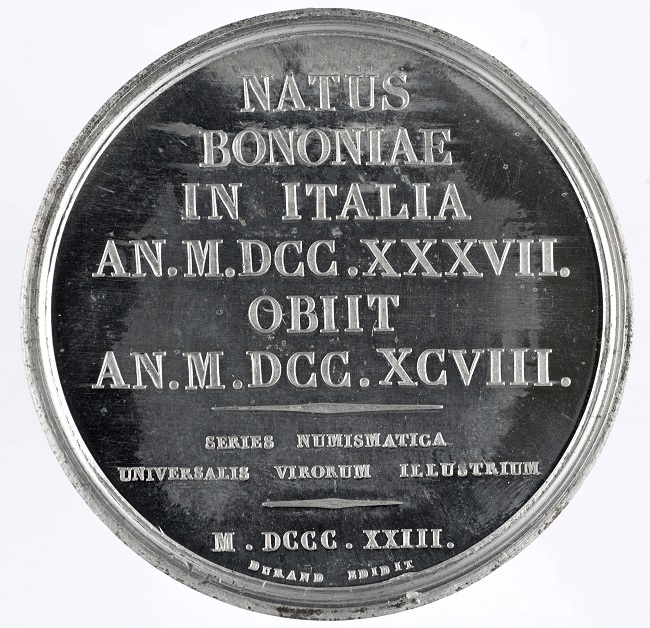 NATUS
BONONIAE
IN ITALIA
AN.M.DCC.XXXVII.
OBIIT
AN.M.DCC.XCVIII.
SERIES NUMISMATICA
UNIVERSALIS VIRORUM ILLUSTRIUM
M.DCCC.XXIII.
DURAND EDIDIT